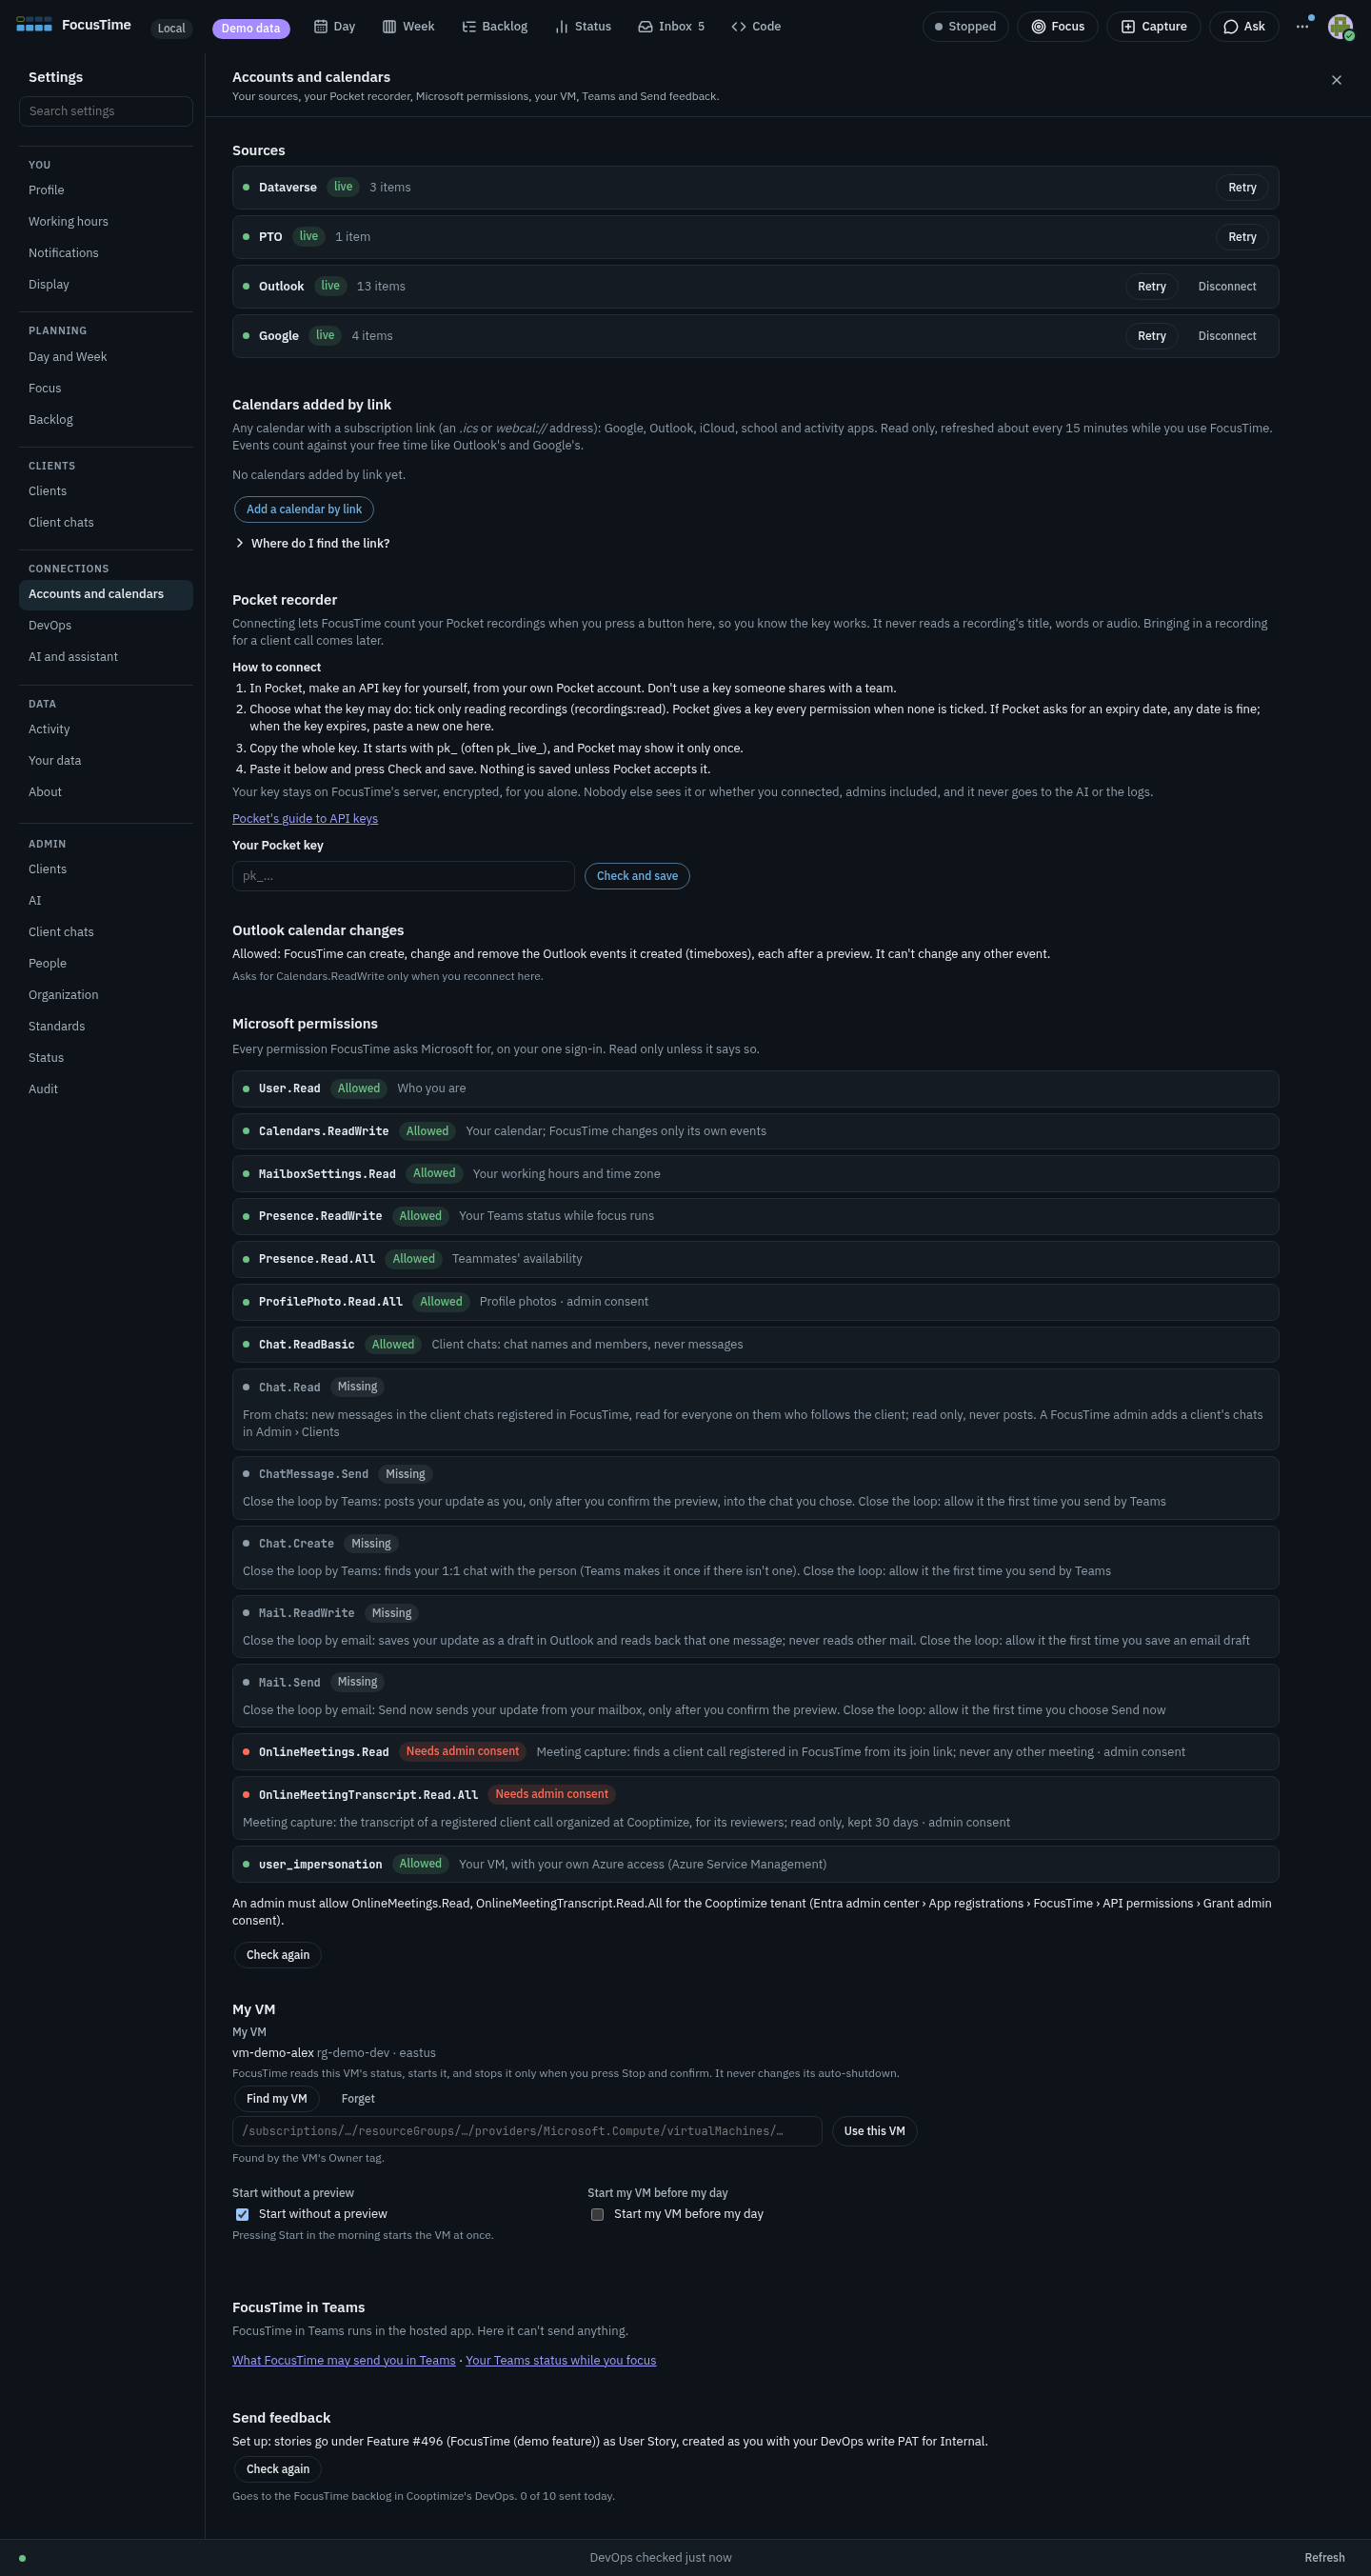 FocusTime Local Demo data Day Week Backlog Status Inbox 5 Code Stopped Focus Capture Ask
Settings
Search settings
YOU
Profile
Working hours
Notifications
Display
PLANNING
Day and Week
Focus
Backlog
CLIENTS
Clients
Client chats
CONNECTIONS
Accounts and calendars
DevOps
AI and assistant
DATA
Activity
Your data
About
ADMIN
Clients
AI
Client chats
People
Organization
Standards
Status
Audit
Accounts and calendars
Your sources, your Pocket recorder, Microsoft permissions, your VM, Teams and Send feedback.
Sources
Dataverse live 3 items Retry
PTO live 1 item Retry
Outlook live 13 items Retry Disconnect
Google live 4 items Retry Disconnect
Calendars added by link
Any calendar with a subscription link (an .ics or webcal:// address): Google, Outlook, iCloud, school and activity apps. Read only, refreshed about every 15 minutes while you use FocusTime.
Events count against your free time like Outlook's and Google's.
No calendars added by link yet.
Add a calendar by link
Where do I find the link?
Pocket recorder
Connecting lets FocusTime count your Pocket recordings when you press a button here, so you know the key works. It never reads a recording's title, words or audio. Bringing in a recording
for a client call comes later.
How to connect
1. In Pocket, make an API key for yourself, from your own Pocket account. Don't use a key someone shares with a team.
2. Choose what the key may do: tick only reading recordings (recordings:read). Pocket gives a key every permission when none is ticked. If Pocket asks for an expiry date, any date is fine;
when the key expires, paste a new one here.
3. Copy the whole key. It starts with pk_ (often pk_live_), and Pocket may show it only once.
4. Paste it below and press Check and save. Nothing is saved unless Pocket accepts it.
Your key stays on FocusTime's server, encrypted, for you alone. Nobody else sees it or whether you connected, admins included, and it never goes to the AI or the logs.
Pocket's guide to API keys
Your Pocket key
pk_… Check and save
Outlook calendar changes
Allowed: FocusTime can create, change and remove the Outlook events it created (timeboxes), each after a preview. It can't change any other event.
Asks for Calendars.ReadWrite only when you reconnect here.
Microsoft permissions
Every permission FocusTime asks Microsoft for, on your one sign-in. Read only unless it says so.
User.Read Allowed Who you are
Calendars.ReadWrite Allowed Your calendar; FocusTime changes only its own events
MailboxSettings.Read Allowed Your working hours and time zone
Presence.ReadWrite Allowed Your Teams status while focus runs
Presence.Read.All Allowed Teammates' availability
ProfilePhoto.Read.All Allowed Profile photos · admin consent
Chat.ReadBasic Allowed Client chats: chat names and members, never messages
Chat.Read Missing
From chats: new messages in the client chats registered in FocusTime, read for everyone on them who follows the client; read only, never posts. A FocusTime admin adds a client's chats
in Admin › Clients
ChatMessage.Send Missing
Close the loop by Teams: posts your update as you, only after you confirm the preview, into the chat you chose. Close the loop: allow it the first time you send by Teams
Chat.Create Missing
Close the loop by Teams: finds your 1:1 chat with the person (Teams makes it once if there isn't one). Close the loop: allow it the first time you send by Teams
Mail.ReadWrite Missing
Close the loop by email: saves your update as a draft in Outlook and reads back that one message; never reads other mail. Close the loop: allow it the first time you save an email draft
Mail.Send Missing
Close the loop by email: Send now sends your update from your mailbox, only after you confirm the preview. Close the loop: allow it the first time you choose Send now
OnlineMeetings.Read Needs admin consent Meeting capture: finds a client call registered in FocusTime from its join link; never any other meeting · admin consent
OnlineMeetingTranscript.Read.All Needs admin consent
Meeting capture: the transcript of a registered client call organized at Cooptimize, for its reviewers; read only, kept 30 days · admin consent
user_impersonation Allowed Your VM, with your own Azure access (Azure Service Management)
An admin must allow OnlineMeetings.Read, OnlineMeetingTranscript.Read.All for the Cooptimize tenant (Entra admin center › App registrations › FocusTime › API permissions › Grant admin
consent).
Check again
My VM
My VM
vm-demo-alex rg-demo-dev · eastus
FocusTime reads this VM's status, starts it, and stops it only when you press Stop and confirm. It never changes its auto-shutdown.
Find my VM Forget
/subscriptions/…/resourceGroups/…/providers/Microsoft.Compute/virtualMachines/… Use this VM
Found by the VM's Owner tag.
Start without a preview Start my VM before my day
Start without a preview Start my VM before my day
Pressing Start in the morning starts the VM at once.
FocusTime in Teams
FocusTime in Teams runs in the hosted app. Here it can't send anything.
What FocusTime may send you in Teams · Your Teams status while you focus
Send feedback
Set up: stories go under Feature #496 (FocusTime (demo feature)) as User Story, created as you with your DevOps write PAT for Internal.
Check again
Goes to the FocusTime backlog in Cooptimize's DevOps. 0 of 10 sent today.
DevOps checked just now Refresh